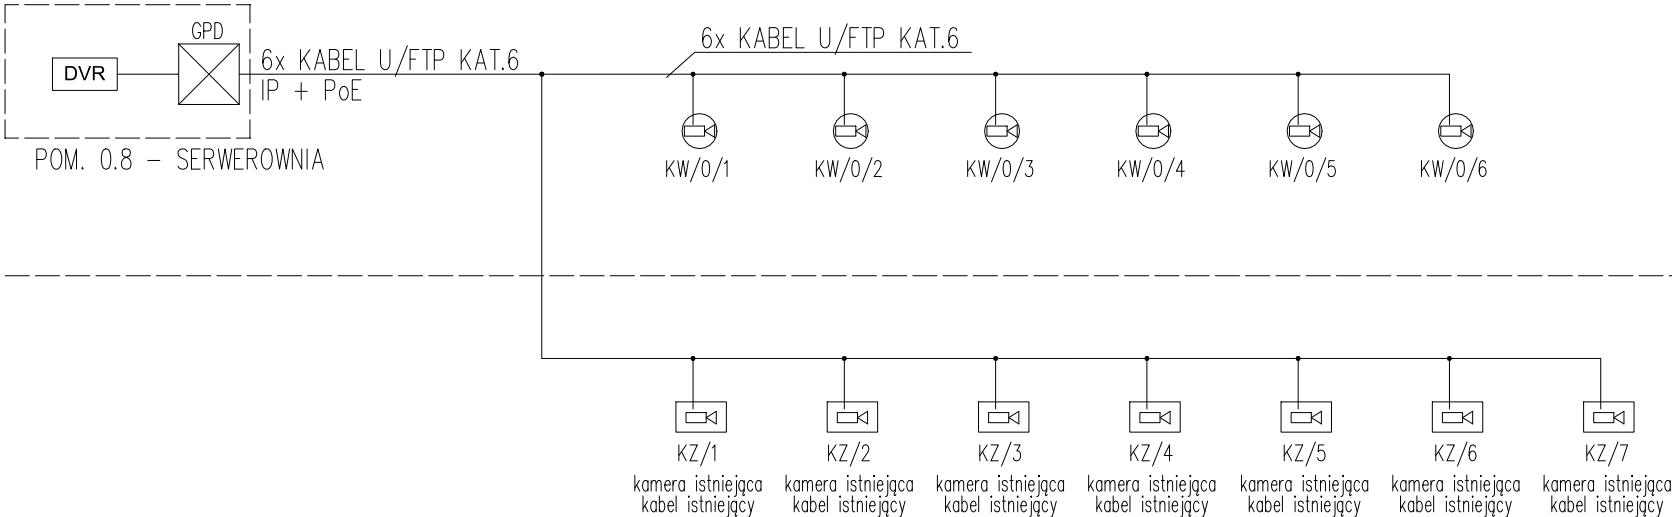 GPD
DVR
6x KABEL U/FTP KAT.6
IP + PoE
POM. 0.8 – SERWEROWNIA
6x KABEL U/FTP KAT.6
KW/0/1 KW/0/2 KW/0/3 KW/0/4 KW/0/5 KW/0/6
KZ/1 KZ/2 KZ/3 KZ/4 KZ/5 KZ/6 KZ/7
kamera istniejąca kamera istniejąca kamera istniejąca kamera istniejąca kamera istniejąca kamera istniejąca kamera istniejąca
kabel istniejący kabel istniejący kabel istniejący kabel istniejący kabel istniejący kabel istniejący kabel istniejący